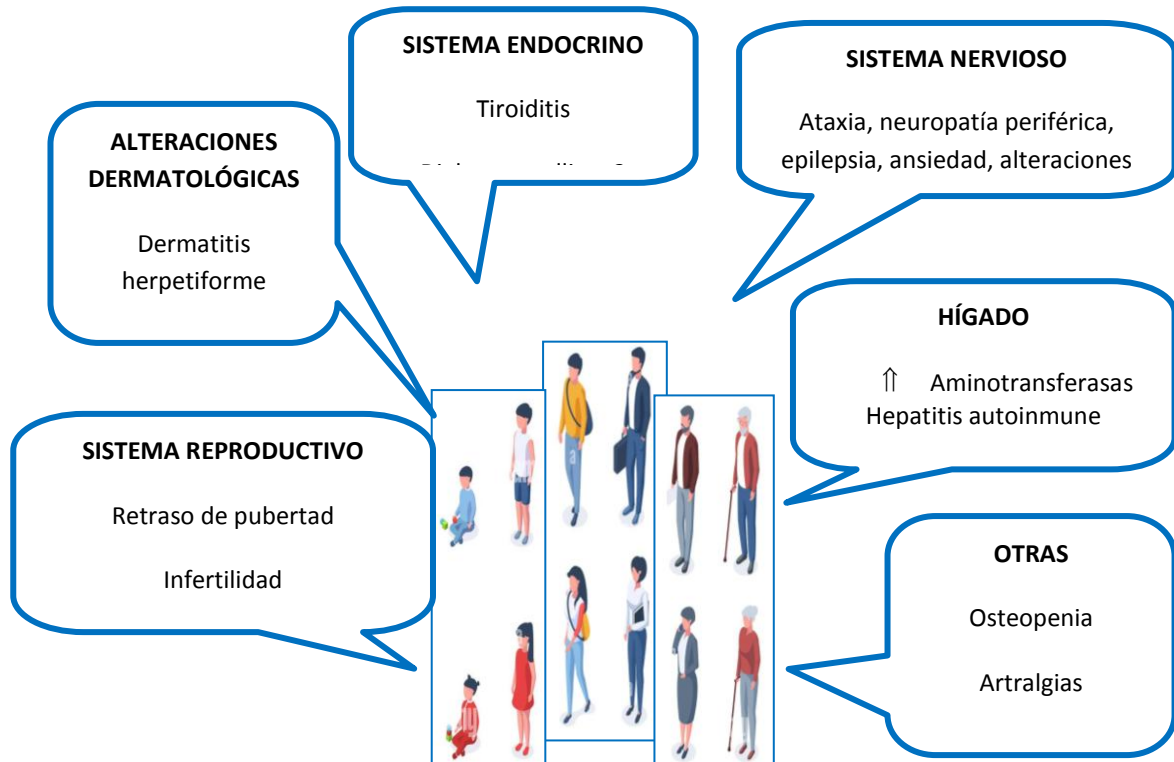 SISTEMA ENDOCRINO
Tiroiditis
SISTEMA NERVIOSO
Ataxia, neuropatía periférica,
epilepsia, ansiedad, alteraciones
ALTERACIONES
DERMATOLÓGICAS
Dermatitis
herpetiforme
HÍGADO
⇑ Aminotransferasas
Hepatitis autoinmune
SISTEMA REPRODUCTIVO
Retraso de pubertad
Infertilidad
OTRAS
Osteopenia
Artralgias